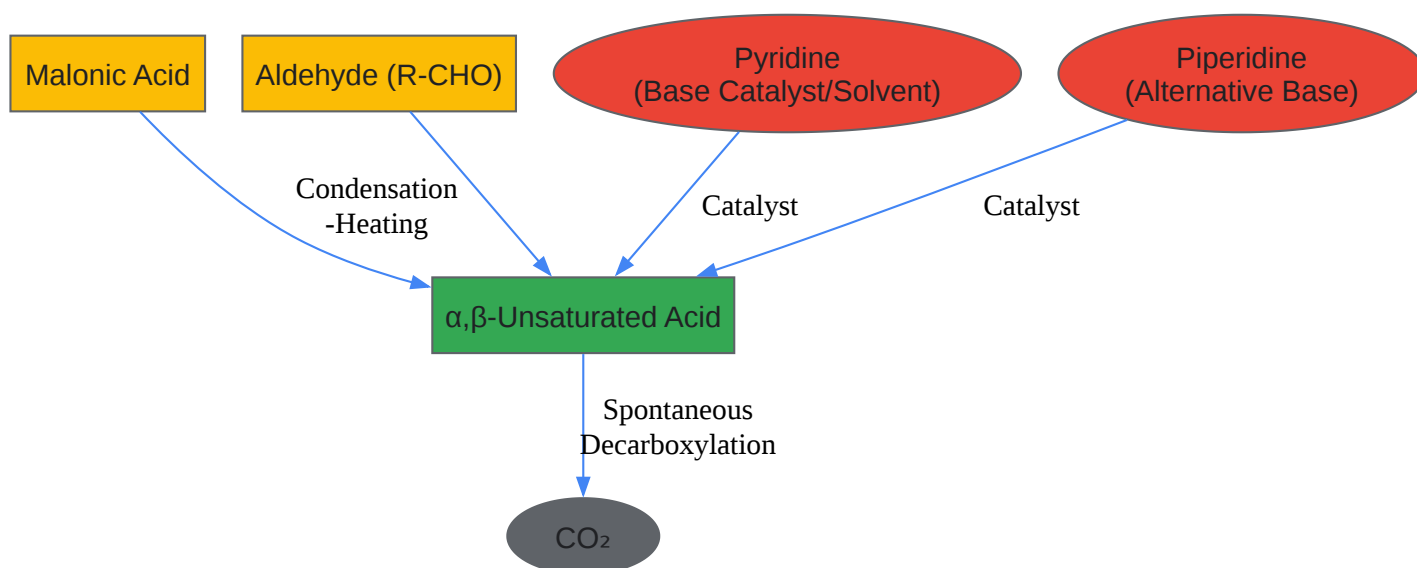 Malonic Acid
Aldehyde (R-CHO)
Pyridine
(Base Catalyst/Solvent)
Piperidine
(Alternative Base)
Condensation
-Heating
Catalyst
Catalyst
α,β-Unsaturated Acid
Spontaneous
Decarboxylation
CO₂